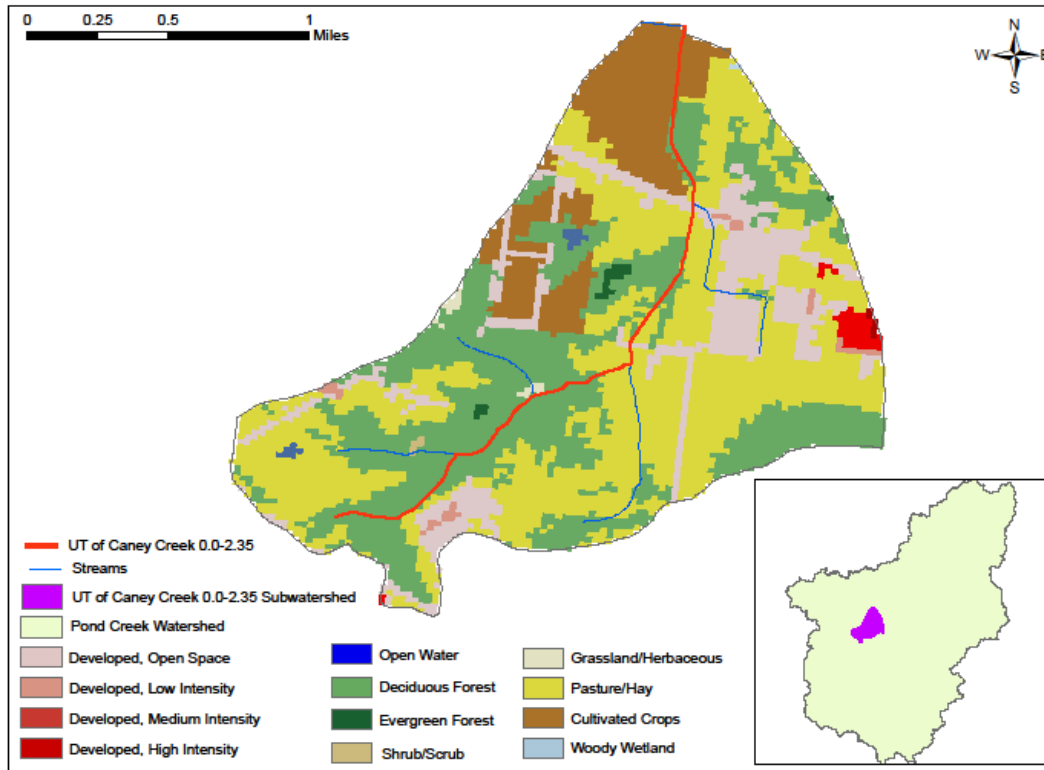 0 0.25 0.5 1
Miles
N
W E
S
UT of Caney Creek 0.0-2.35
Streams
UT of Caney Creek 0.0-2.35 Subwatershed
Pond Creek Watershed
Developed, Open Space
Developed, Low Intensity
Developed, Medium Intensity
Developed, High Intensity
Open Water
Deciduous Forest
Evergreen Forest
Shrub/Scrub
Grassland/Herbaceous
Pasture/Hay
Cultivated Crops
Woody Wetland